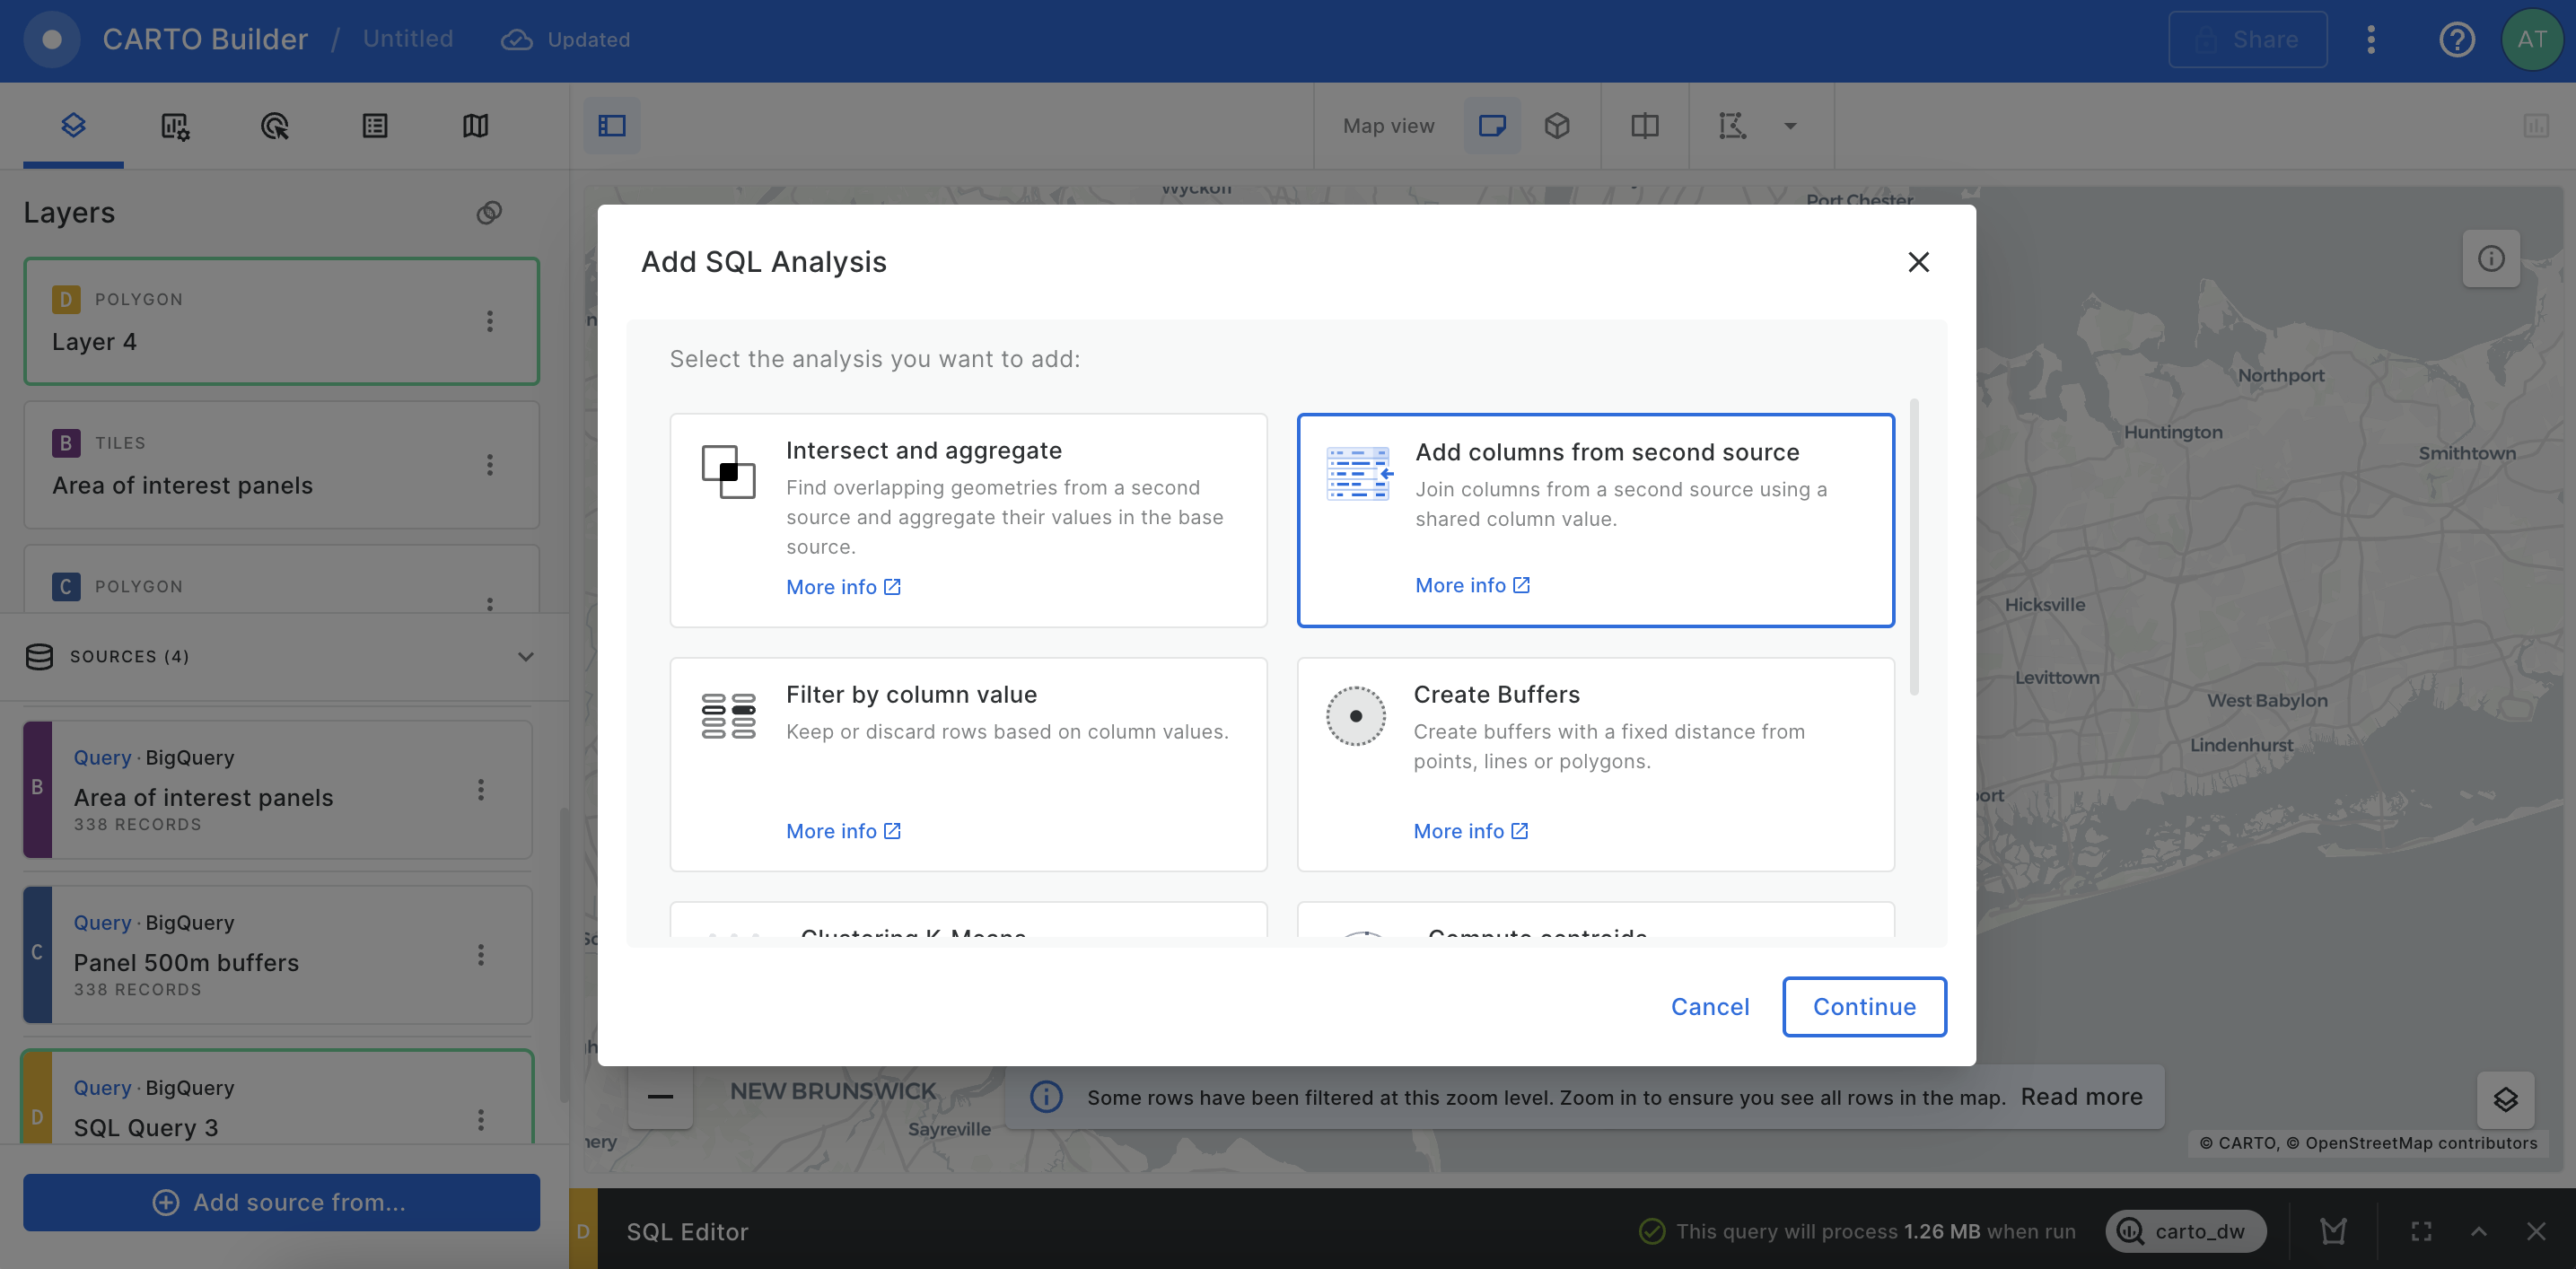 CARTO Builder / Untitled Updated Share AT
Map view
Layers
D POLYGON
Layer 4
B TILES
Area of interest panels
C POLYGON
SOURCES (4)
B
Query · BigQuery
Area of interest panels
338 RECORDS
C
Query · BigQuery
Panel 500m buffers
338 RECORDS
D
Query · BigQuery
SQL Query 3
Add source from...
Wyckoff
Port Chester
Add SQL Analysis
Select the analysis you want to add:
Intersect and aggregate
Find overlapping geometries from a second
source and aggregate their values in the base
source.
More info
Add columns from second source
Join columns from a second source using a
shared column value.
More info
Filter by column value
Keep or discard rows based on column values.
More info
Create Buffers
Create buffers with a fixed distance from
points, lines or polygons.
More info
Clustering K-Means
Compute centroids
Cancel
Continue
Northport
Huntington
Smithtown
Hicksville
Levittown
West Babylon
Lindenhurst
NEW BRUNSWICK
Sayreville
Some rows have been filtered at this zoom level. Zoom in to ensure you see all rows in the map. Read more
© CARTO, © OpenStreetMap contributors
D SQL Editor
This query will process 1.26 MB when run
carto_dw